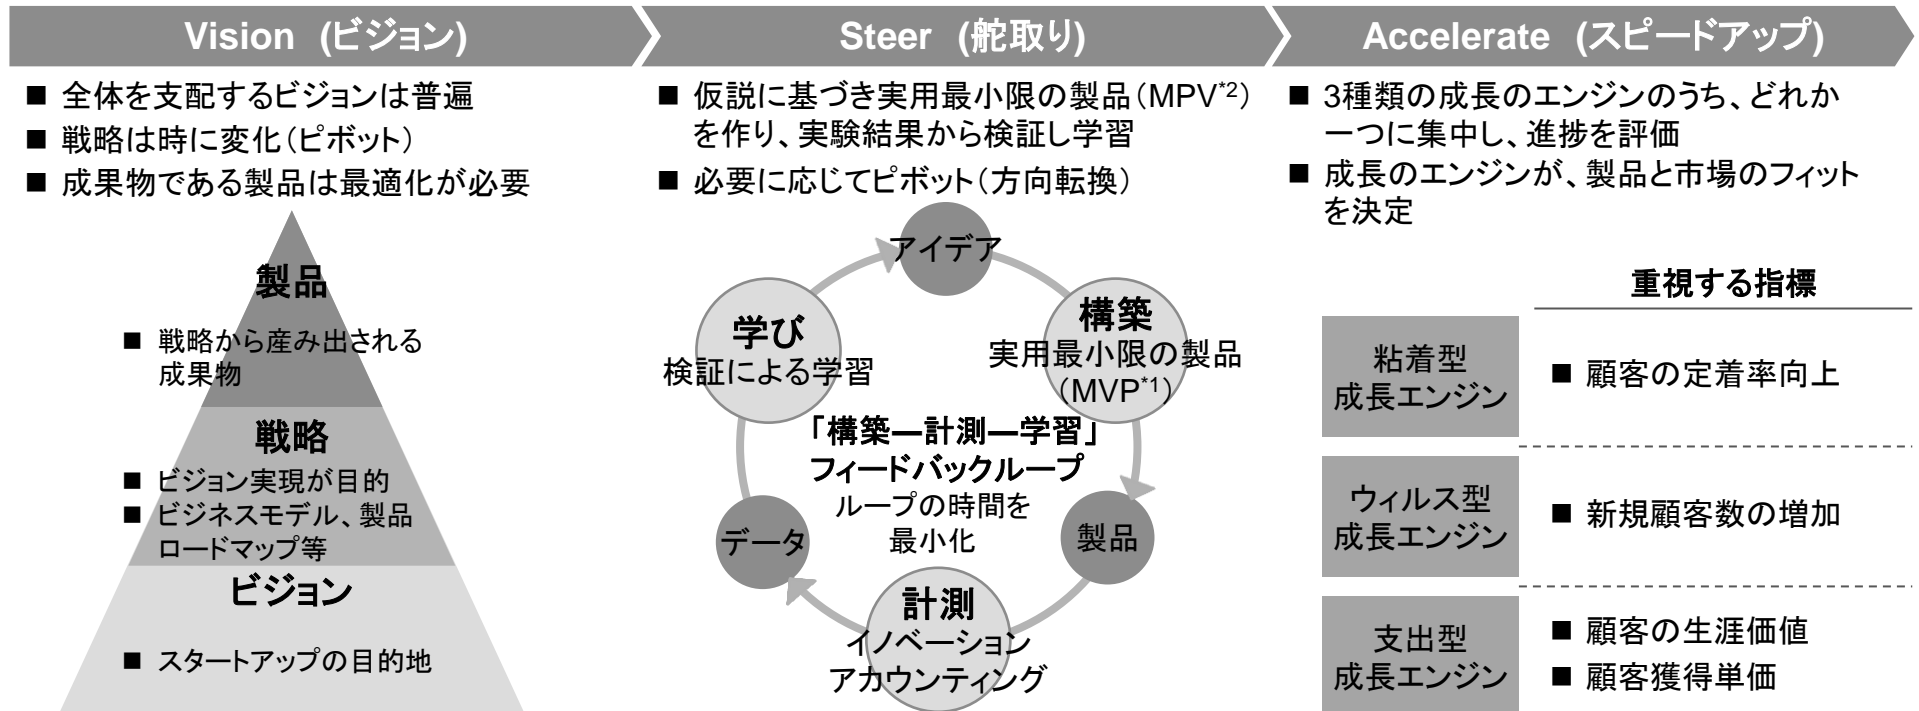 Vision (ビジョン)
■ 全体を支配するビジョンは普遍
■ 戦略は時に変化(ピボット)
■ 成果物である製品は最適化が必要
製品
■ 戦略から産み出される
成果物
戦略
■ ビジョン実現が目的
■ ビジネスモデル、製品
ロードマップ等
ビジョン
■ スタートアップの目的地
Steer (舵取り)
■ 仮説に基づき実用最小限の製品(MPV*2)
を作り、実験結果から検証し学習
■ 必要に応じてピボット(方向転換)
アイデア
構築
実用最小限の製品
(MVP*1)
製品
計測
イノベーション
アカウンティング
データ
学び
検証による学習
「構築―計測―学習」
フィードバックループ
ループの時間を
最小化
Accelerate (スピードアップ)
■ 3種類の成長のエンジンのうち、どれか
一つに集中し、進捗を評価
■ 成長のエンジンが、製品と市場のフィット
を決定
重視する指標
粘着型
成長エンジン
■ 顧客の定着率向上
ウィルス型
成長エンジン
■ 新規顧客数の増加
支出型
成長エンジン
■ 顧客の生涯価値
■ 顧客獲得単価